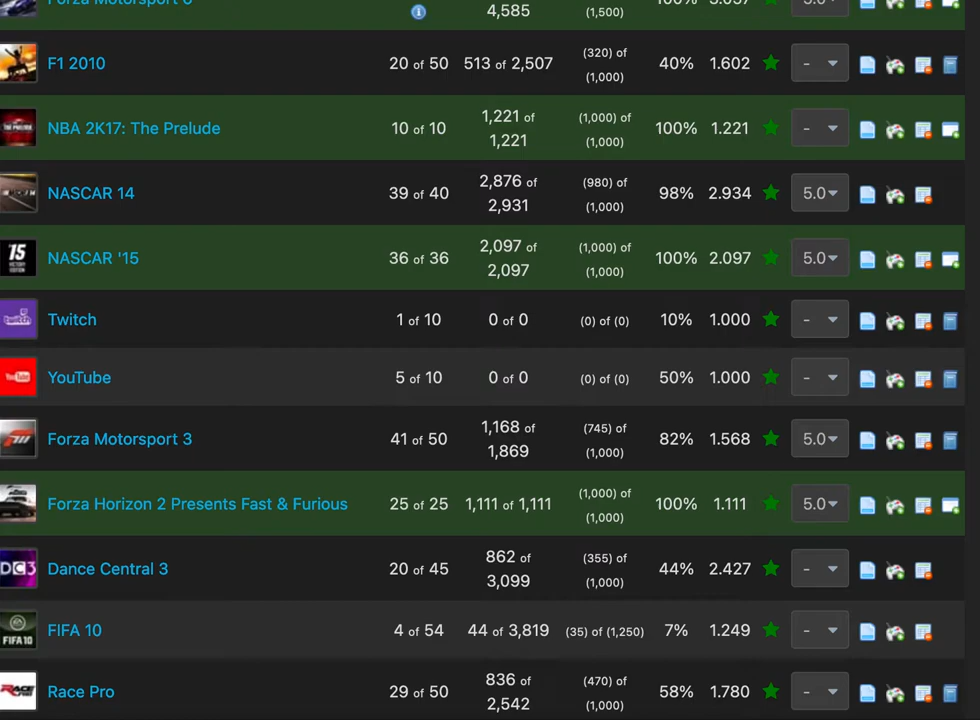 Forza Motorsport 6 4,585 (1,500) 100% 5.0
F1 2010 20 of 50 513 of 2,507 (320) of (1,000) 40% 1.602 -
NBA 2K17: The Prelude 10 of 10 1,221 of 1,221 (1,000) of (1,000) 100% 1.221 -
NASCAR 14 39 of 40 2,876 of 2,931 (980) of (1,000) 98% 2.934 5.0
15 NASCAR '15 36 of 36 2,097 of 2,097 (1,000) of (1,000) 100% 2.097 5.0
twitch Twitch 1 of 10 0 of 0 (0) of (0) 10% 1.000 -
YouTube 5 of 10 0 of 0 (0) of (0) 50% 1.000 -
Forza Motorsport 3 41 of 50 1,168 of 1,869 (745) of (1,000) 82% 1.568 5.0
Forza Horizon 2 Presents Fast & Furious 25 of 25 1,111 of 1,111 (1,000) of (1,000) 100% 1.111 5.0
DC3 Dance Central 3 20 of 45 862 of 3,099 (355) of (1,000) 44% 2.427 -
FIFA10 FIFA 10 4 of 54 44 of 3,819 (35) of (1,250) 7% 1.249 -
RACE Race Pro 29 of 50 836 of 2,542 (470) of (1,000) 58% 1.780 -